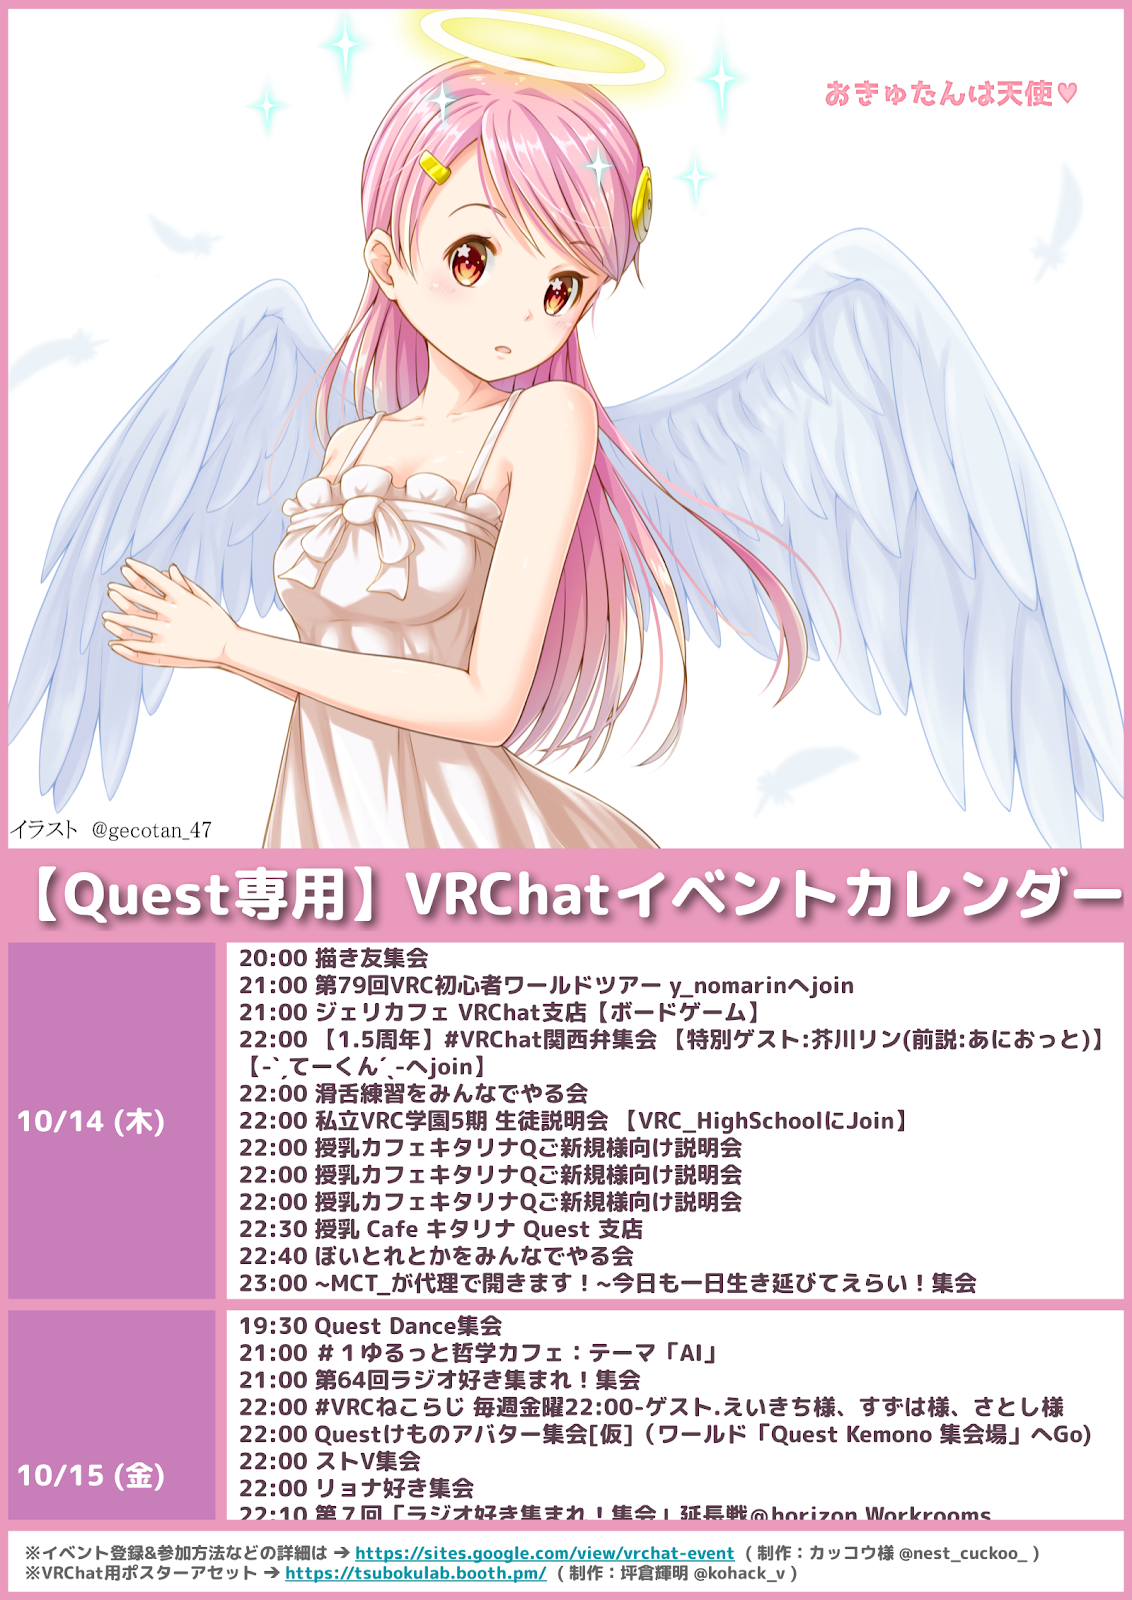 おきゅたんは天使♥
イラスト @gecotan_47
【Quest専用】VRChatイベントカレンダー
10/14 (木)
20:00 描き友集会
21:00 第79回VRC初心者ワールドツアー y_nomarinへjoin
21:00 ジェリカフェ VRChat支店【ボードゲーム】
22:00 【1.5周年】#VRChat関西弁集会 【特別ゲスト:芥川リン(前説:あにおっと)】
【-`ˏてーくん´ˎ-へjoin】
22:00 滑舌練習をみんなでやる会
22:00 私立VRC学園5期 生徒説明会 【VRC_HighSchoolにJoin】
22:00 授乳カフェキタリナQご新規様向け説明会
22:00 授乳カフェキタリナQご新規様向け説明会
22:00 授乳カフェキタリナQご新規様向け説明会
22:30 授乳 Cafe キタリナ Quest 支店
22:40 ぼいとれとかをみんなでやる会
23:00 ~MCT_が代理で開きます！~今日も一日生き延びてえらい！集会
10/15 (金)
19:30 Quest Dance集会
21:00 ＃１ゆるっと哲学カフェ：テーマ「AI」
21:00 第64回ラジオ好き集まれ！集会
22:00 #VRCねこらじ 毎週金曜22:00-ゲスト.えいきち様、すずは様、さとし様
22:00 Questけものアバター集会[仮]（ワールド「Quest Kemono 集会場」へGo)
22:00 ストV集会
22:00 リョナ好き集会
22:10 第７回「ラジオ好き集まれ！集会」延長戦@horizon Workrooms
※イベント登録&参加方法などの詳細は → https://sites.google.com/view/vrchat-event ( 制作：カッコウ様 @nest_cuckoo_ )
※VRChat用ポスターアセット → https://tsubokulab.booth.pm/ ( 制作：坪倉輝明 @kohack_v )